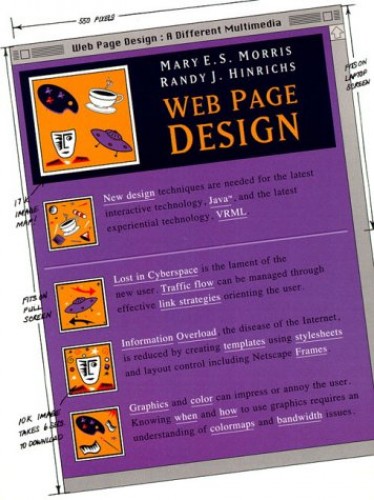 550 PIXELS
Web Page Design : A Different Multimedia
MARY E.S. MORRIS
RANDY J. HINRICHS
WEB PAGE
DESIGN
FITS ON
LAPTOP
SCREEN
17K
IMAGE
MAP!
New design techniques are needed for the latest
interactive technology, Java™, and the latest
experiential technology, VRML
Lost in Cyberspace is the lament of the
new user. Traffic flow can be managed through
effective link strategies orienting the user.
FITS ON
FULL
SCREEN
Information Overload, the disease of the Internet,
is reduced by creating templates using stylesheets
and layout control including Netscape Frames
Graphics and color can impress or annoy the user.
Knowing when and how to use graphics requires an
understanding of colormaps and bandwidth issues.
10K IMAGE
TAKES 6 SEC.
TO DOWNLOAD